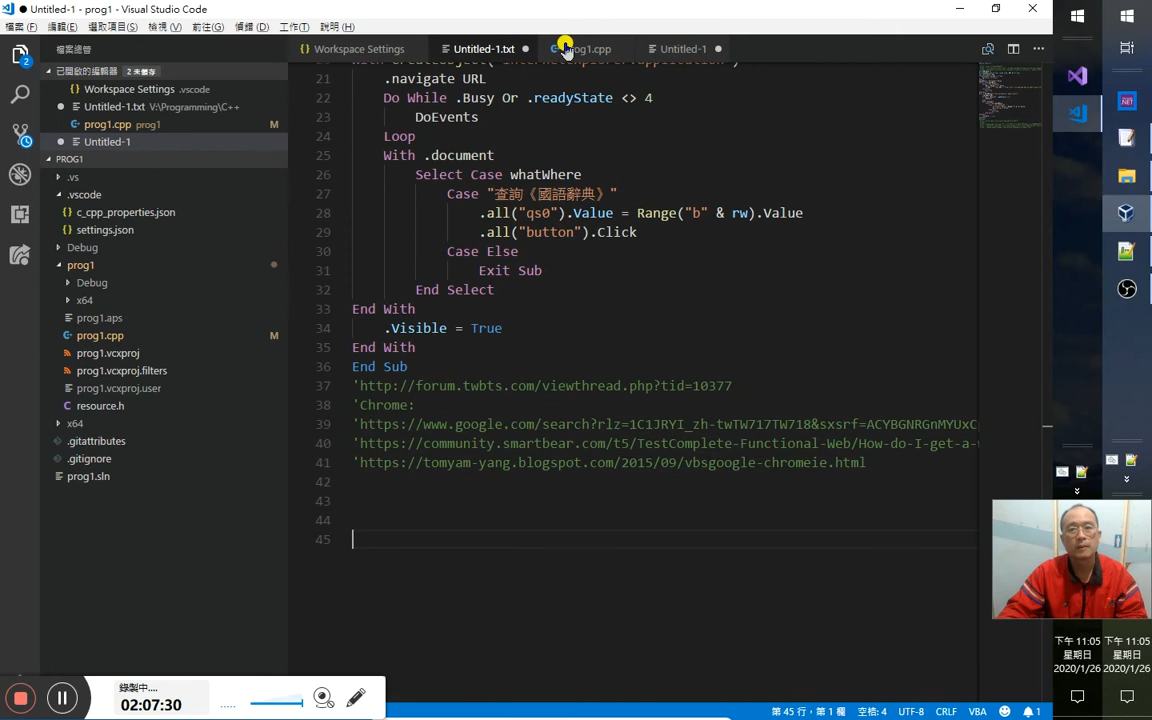 Untitled-1 - prog1 - Visual Studio Code
檔案 (F) 編輯(E) 選取項目(S) 檢視 (V) 前往(G) 偵錯 (D) 工作(T) 說明 (H)
檔案總管
Workspace Settings
Untitled-1.txt
prog1.cpp
Untitled-1
已開啟的編輯器 2 未儲存
Workspace Settings .vscode
Untitled-1.txt V:\Programming\C++
prog1.cpp prog1 M
Untitled-1
PROG1
.vs
.vscode
c_cpp_properties.json
settings.json
Debug
prog1
Debug
x64
prog1.aps
prog1.cpp M
prog1.vcxproj
prog1.vcxproj.filters
prog1.vcxproj.user
resource.h
x64
.gitattributes
.gitignore
prog1.sln
21 .navigate URL
22 Do While .Busy Or .readyState <> 4
23 DoEvents
24 Loop
25 With .document
26 Select Case whatWhere
27 Case "查詢《國語辭典》"
28 .all("qs0").Value = Range("b" & rw).Value
29 .all("button").Click
30 Case Else
31 Exit Sub
32 End Select
33 End With
34 .Visible = True
35 End With
36 End Sub
37 'http://forum.twbts.com/viewthread.php?tid=10377
38 'Chrome:
39 'https://www.google.com/search?rlz=1C1JRYI_zh-twTW717TW718&sxsrf=ACYBGNRGnMYUxC
40 'https://community.smartbear.com/t5/TestComplete-Functional-Web/How-do-I-get-a-
41 'https://tomyam-yang.blogspot.com/2015/09/vbsgoogle-chromeie.html
42
43
44
45
錄製中....
02:07:30
第 45 行，第 1 欄 空格: 4 UTF-8 CRLF VBA 1
下午 11:05
星期日
2020/1/26
下午 11:05
星期日
2020/1/26